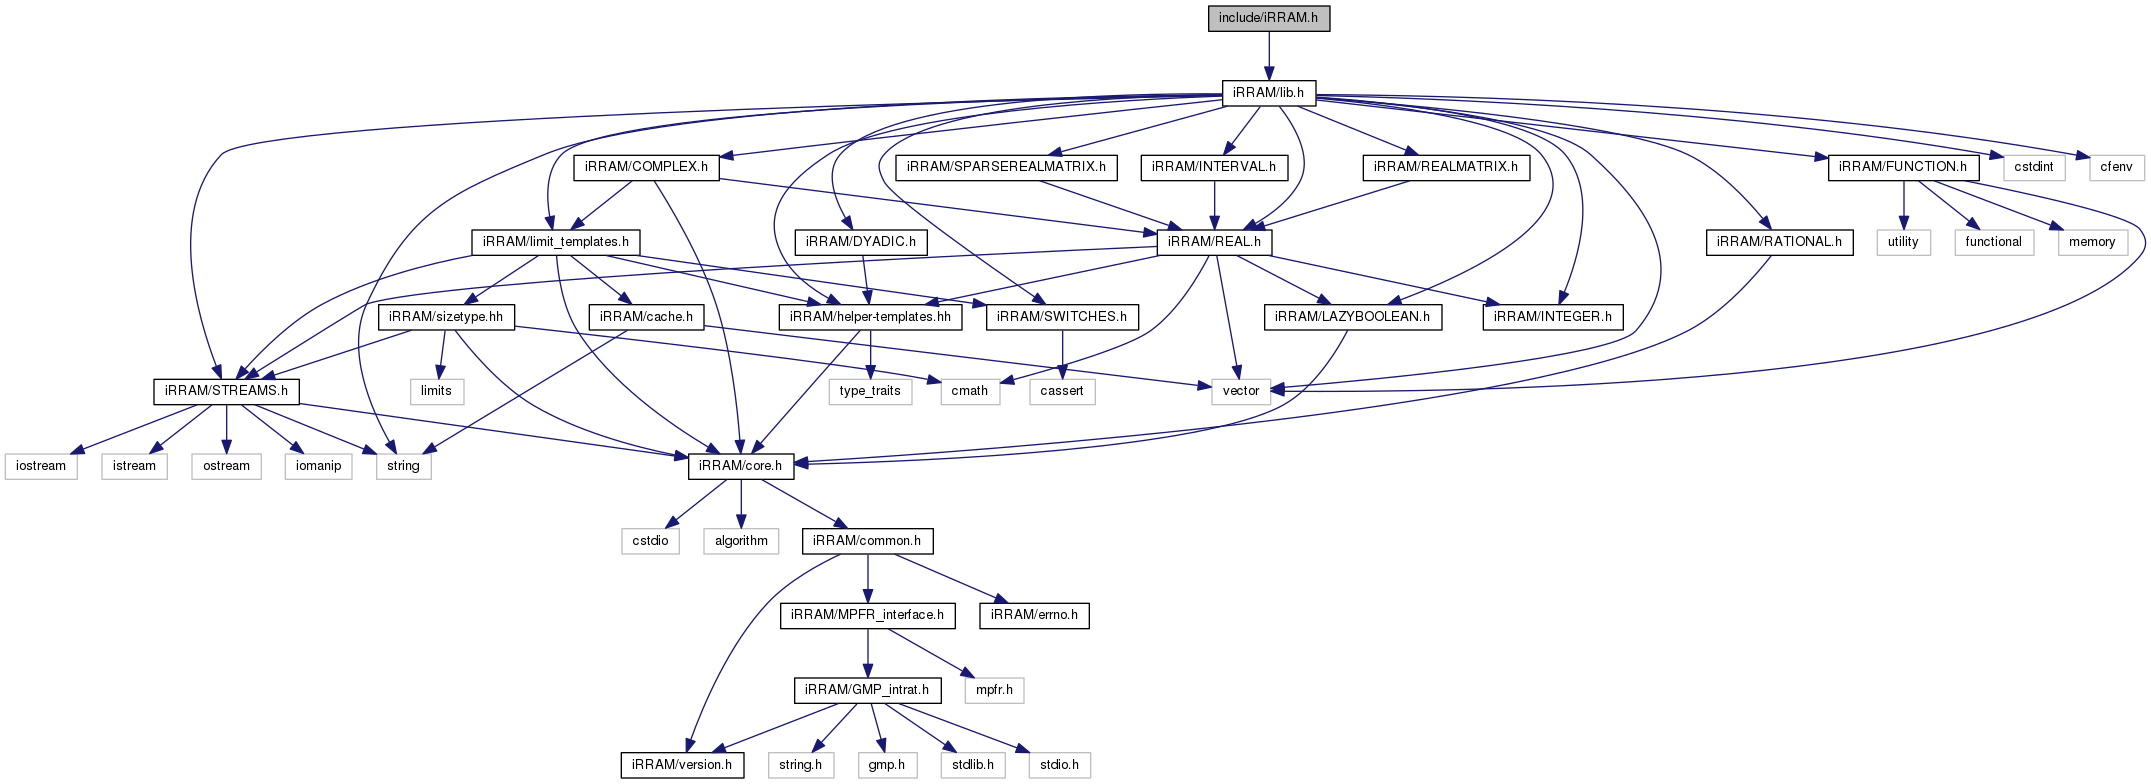 include/iRRAM.h
iRRAM/lib.h
iRRAM/COMPLEX.h
iRRAM/SPARSEREALMATRIX.h
iRRAM/INTERVAL.h
iRRAM/REALMATRIX.h
iRRAM/FUNCTION.h
cstdint
cfenv
iRRAM/limit_templates.h
iRRAM/DYADIC.h
iRRAM/REAL.h
iRRAM/RATIONAL.h
utility
functional
memory
iRRAM/sizetype.hh
iRRAM/cache.h
iRRAM/helper-templates.hh
iRRAM/SWITCHES.h
iRRAM/LAZYBOOLEAN.h
iRRAM/INTEGER.h
iRRAM/STREAMS.h
limits
type_traits
cmath
cassert
vector
iostream
istream
ostream
iomanip
string
iRRAM/core.h
cstdio
algorithm
iRRAM/common.h
iRRAM/MPFR_interface.h
iRRAM/errno.h
iRRAM/GMP_intrat.h
mpfr.h
iRRAM/version.h
string.h
gmp.h
stdlib.h
stdio.h